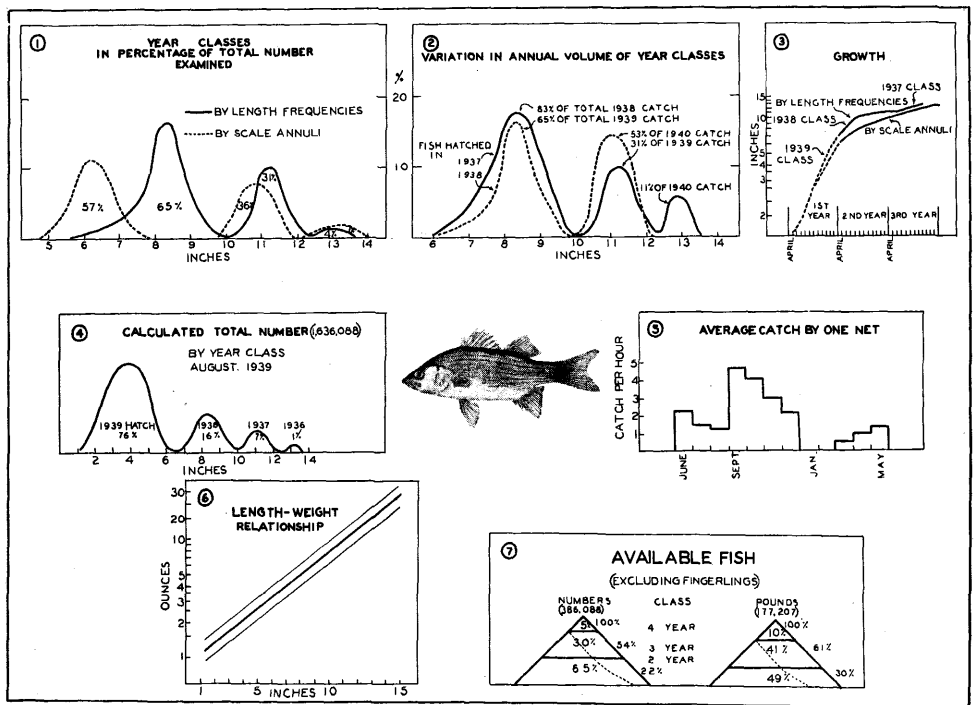 ①
YEAR CLASSES
IN PERCENTAGE OF TOTAL NUMBER
EXAMINED
BY LENGTH FREQUENCIES
BY SCALE ANNULI
57%
65%
36%
31%
4%
5 6 7 8 9 10 11 12 13 14
INCHES
②
VARIATION IN ANNUAL VOLUME OF YEAR CLASSES
%
20
10
83% OF TOTAL 1938 CATCH
65% OF TOTAL 1939 CATCH
FISH HATCHED
IN
1937
1938
53% OF 1940 CATCH
31% OF 1939 CATCH
11% OF 1940 CATCH
6 7 8 9 10 11 12 13 14
INCHES
③
GROWTH
INCHES
15
10
5
4
3
2
1937 CLASS
BY LENGTH FREQUENCIES
1938 CLASS
BY SCALE ANNULI
1939
CLASS
1ST
YEAR
2ND YEAR
3RD YEAR
APRIL
APRIL
APRIL
④
CALCULATED TOTAL NUMBER (1,636,088)
BY YEAR CLASS
AUGUST. 1939
1939 HATCH
76%
1938
16%
1937
7%
1936
1%
2 4 6 8 10 12 14
INCHES
⑤
AVERAGE CATCH BY ONE NET
CATCH PER HOUR
5
4
3
2
1
JUNE
SEPT
JAN
MAY
⑥
LENGTH-WEIGHT
RELATIONSHIP
OUNCES
30
20
10
5
4
3
2
1
1 5 10 15
INCHES
⑦
AVAILABLE FISH
(EXCLUDING FINGERLINGS)
NUMBERS
(386,088)
CLASS
POUNDS
(177,207)
5%
100%
4 YEAR
10%
100%
30%
54%
3 YEAR
41%
61%
2 YEAR
65%
22%
49%
30%